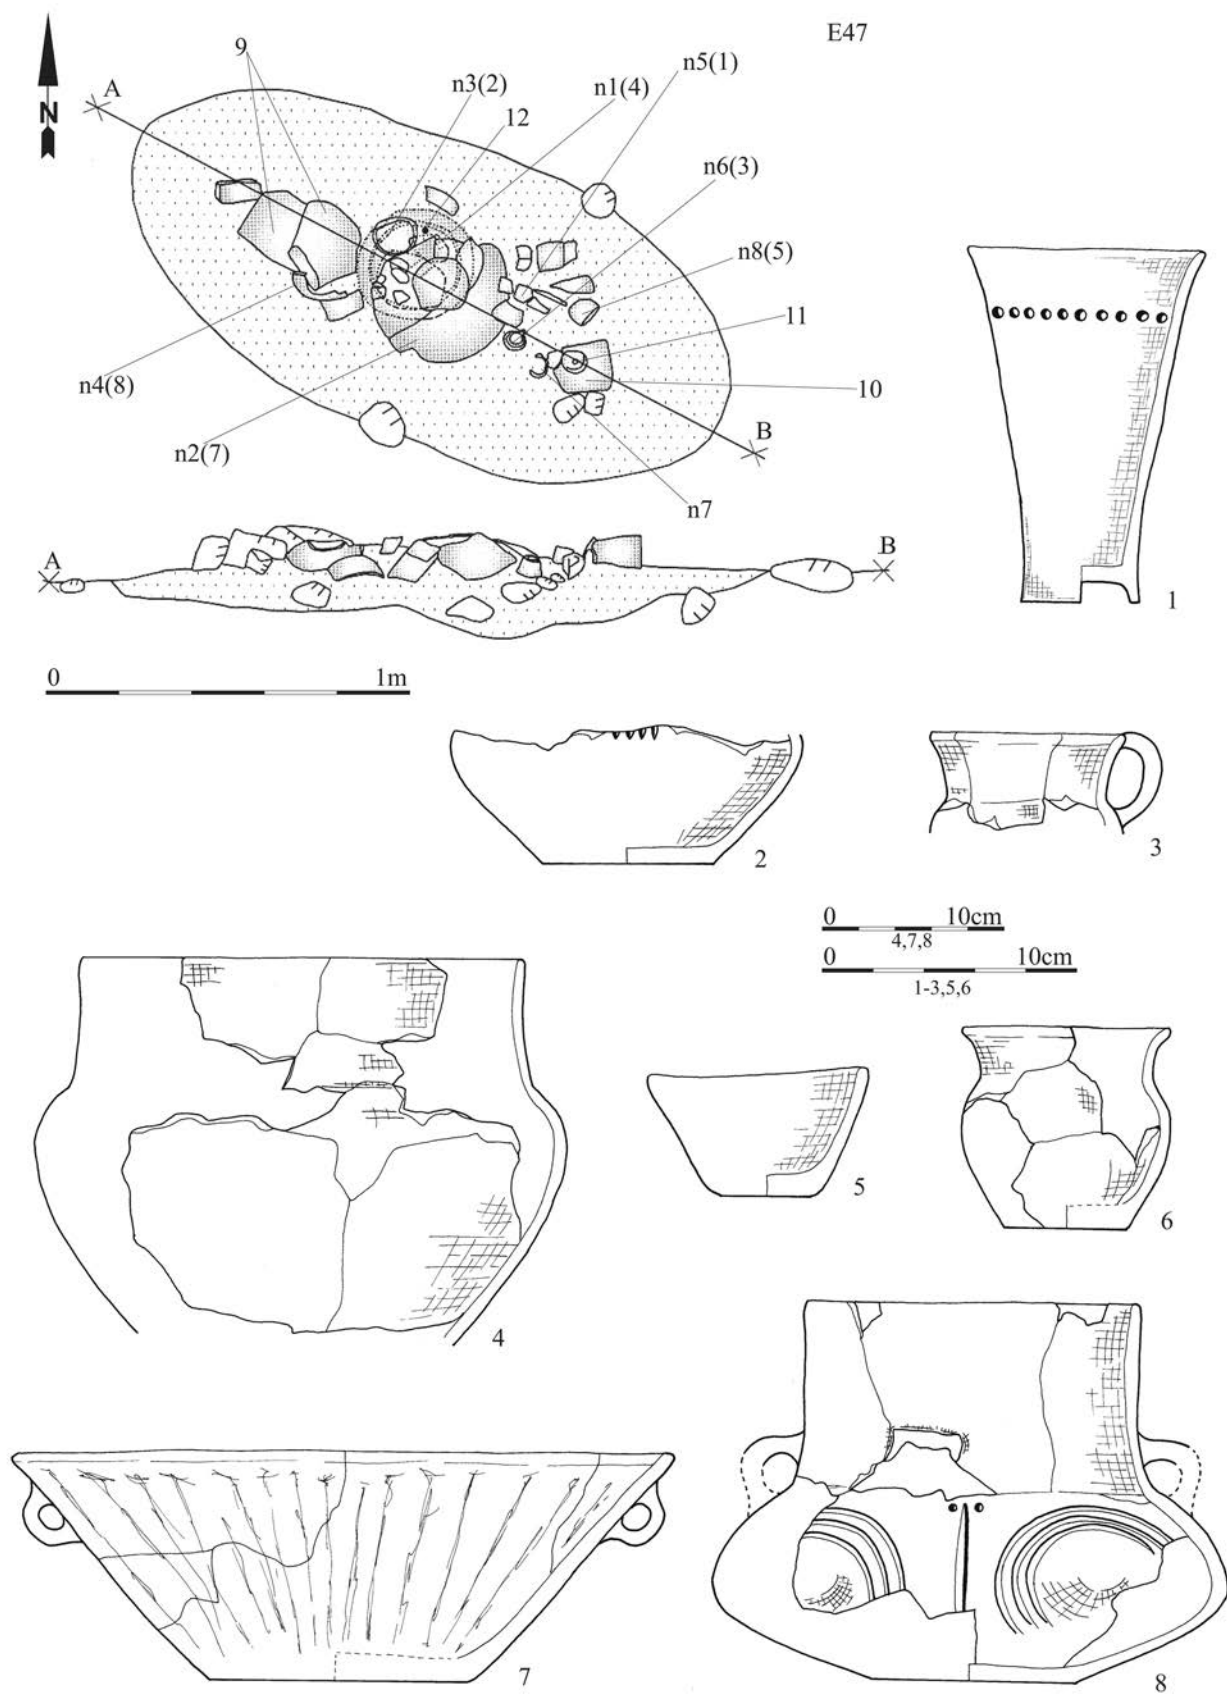 E47
N
A
9
n3(2)
12
n1(4)
n5(1)
n6(3)
n8(5)
11
10
B
n7
n4(8)
n2(7)
A
B
0 1m
1
2
3
0 10cm
4,7,8
0 10cm
1-3,5,6
4
5
6
7
8